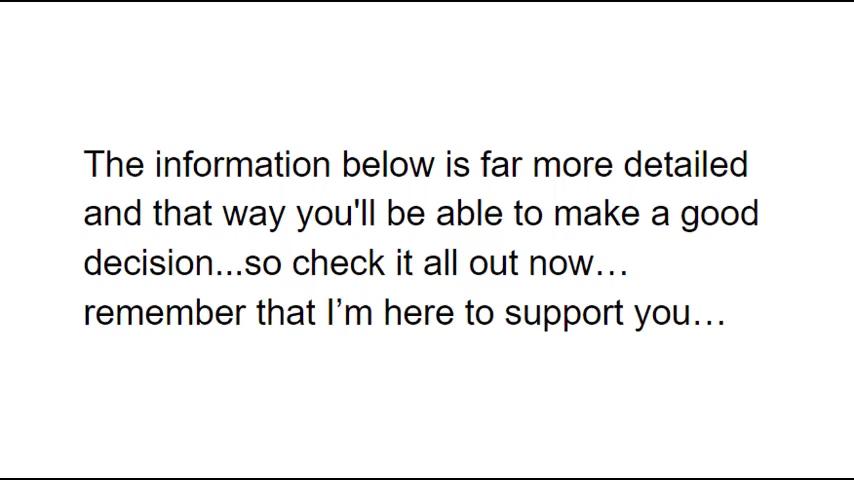 The information below is far more detailed
and that way you'll be able to make a good
decision...so check it all out now…
remember that I’m here to support you…